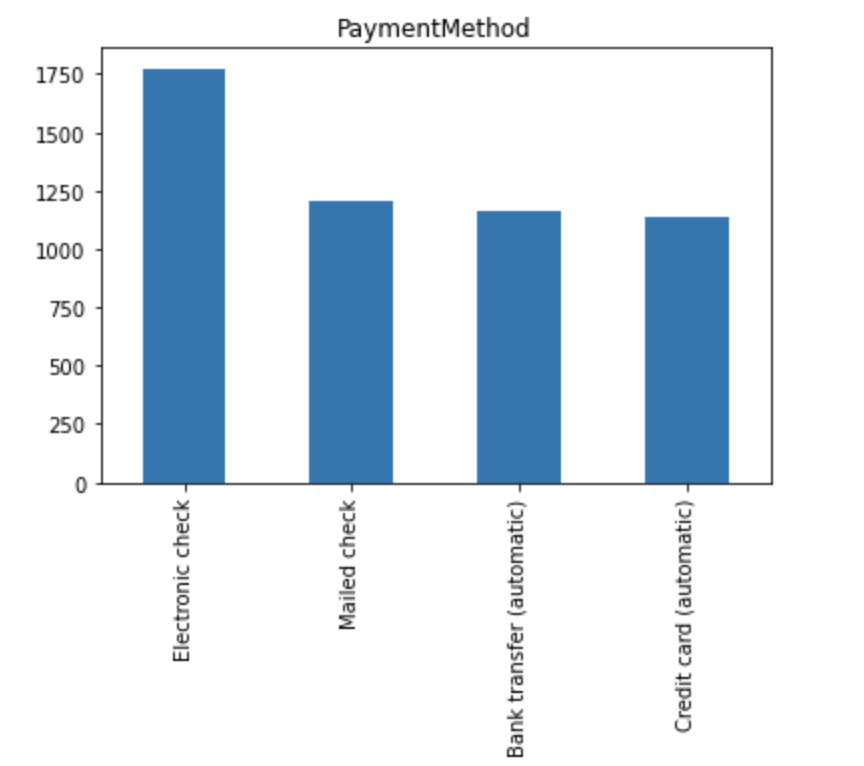 PaymentMethod
1750
1500
1250
1000
750
500
250
0
Electronic check
Mailed check
Bank transfer (automatic)
Credit card (automatic)